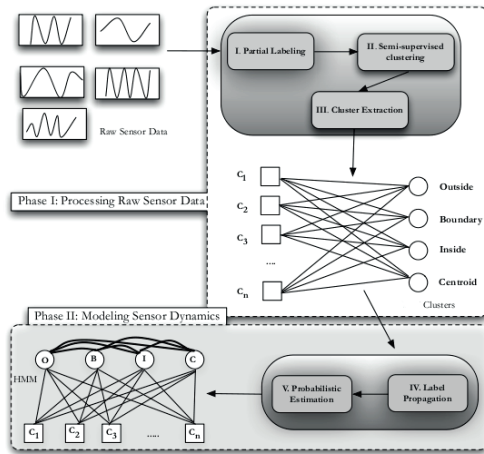 I. Partial Labeling
II. Semi-supervised
clustering
III. Cluster Extraction
Raw Sensor Data
C1
C2
C3
....
Cn
Outside
Boundary
Inside
Centroid
Clusters
Phase I: Processing Raw Sensor Data
Phase II: Modeling Sensor Dynamics
O B I C
HMM
C1 C2 C3 ..... Cn
V. Probabilistic
Estimation
IV. Label
Propagation